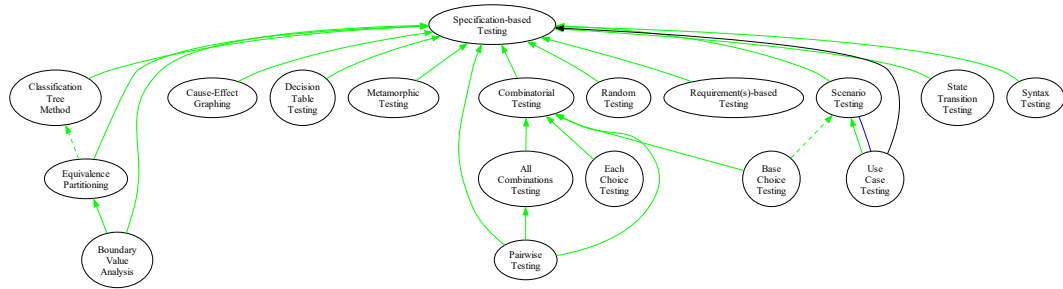 Specification-based
Testing
Classification
Tree
Method
Cause-Effect
Graphing
Decision
Table
Testing
Metamorphic
Testing
Combinatorial
Testing
Random
Testing
Requirement(s)-based
Testing
Scenario
Testing
State
Transition
Testing
Syntax
Testing
Equivalence
Partitioning
All
Combinations
Testing
Each
Choice
Testing
Base
Choice
Testing
Use
Case
Testing
Boundary
Value
Analysis
Pairwise
Testing